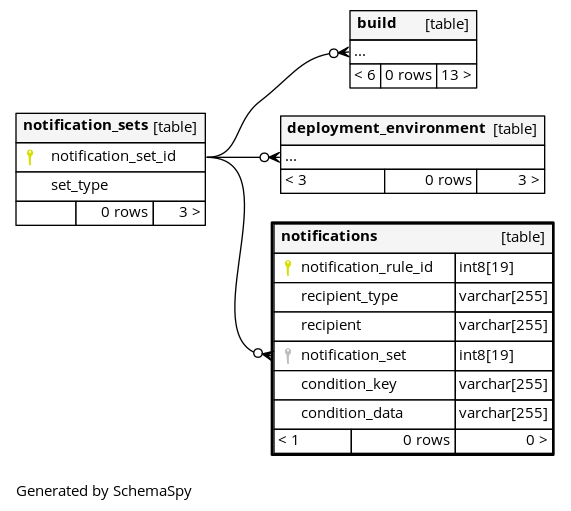 build [table]
...
< 6 0 rows 13 >
notification_sets [table]
notification_set_id
set_type
0 rows 3 >
deployment_environment [table]
...
< 3 0 rows 3 >
notifications [table]
notification_rule_id int8[19]
recipient_type varchar[255]
recipient varchar[255]
notification_set int8[19]
condition_key varchar[255]
condition_data varchar[255]
< 1 0 rows 0 >
Generated by SchemaSpy